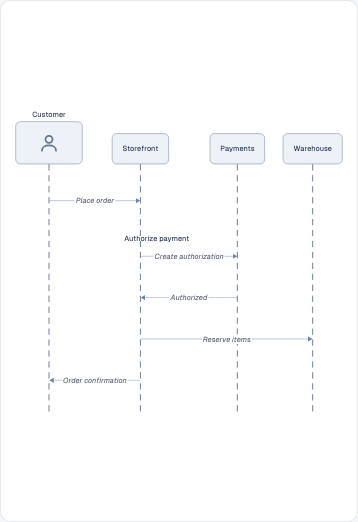 Customer
Storefront
Payments
Warehouse
Place order
Authorize payment
Create authorization
Authorized
Reserve items
Order confirmation